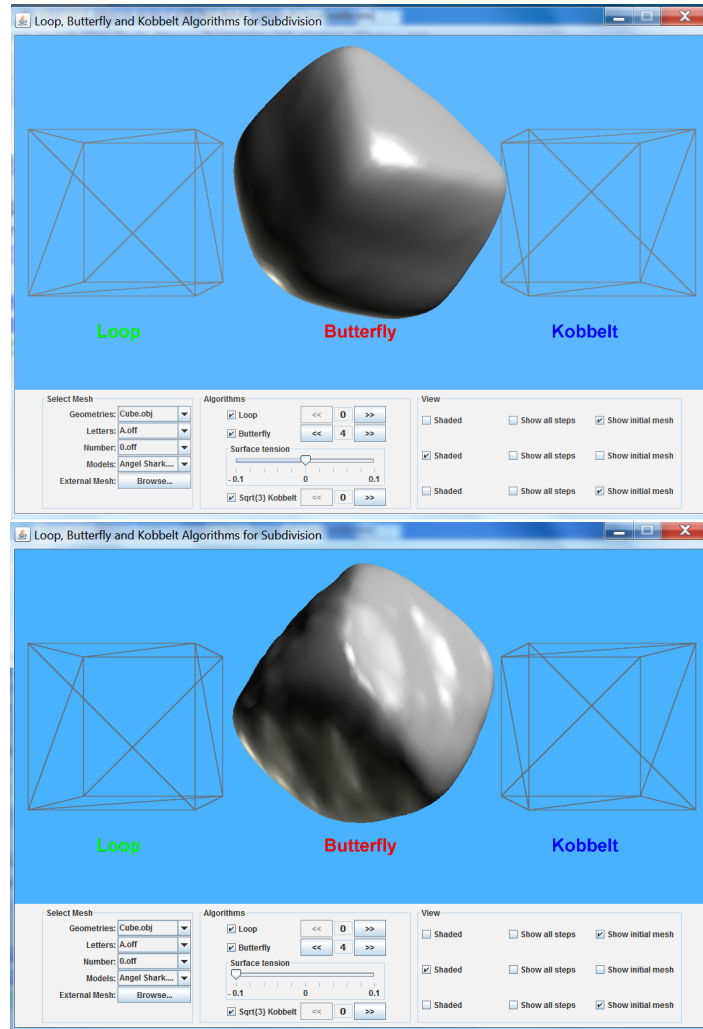 Loop, Butterfly and Kobbelt Algorithms for Subdivision
Loop Butterfly Kobbelt
Select Mesh Algorithms View
Geometries: Cube.obj Loop << 0 >> Shaded Show all steps Show initial mesh
Letters: A.off Butterfly << 4 >>
Number: 0.off Surface tension Shaded Show all steps Show initial mesh
Models: Angel Shark.... - 0.1 0 0.1
External Mesh: Browse... Sqrt{3} Kobbelt << 0 >> Shaded Show all steps Show initial mesh
Loop, Butterfly and Kobbelt Algorithms for Subdivision
Loop Butterfly Kobbelt
Select Mesh Algorithms View
Geometries: Cube.obj Loop << 0 >> Shaded Show all steps Show initial mesh
Letters: A.off Butterfly << 4 >>
Number: 0.off Surface tension Shaded Show all steps Show initial mesh
Models: Angel Shark.... - 0.1 0 0.1
External Mesh: Browse... Sqrt{3} Kobbelt << 0 >> Shaded Show all steps Show initial mesh